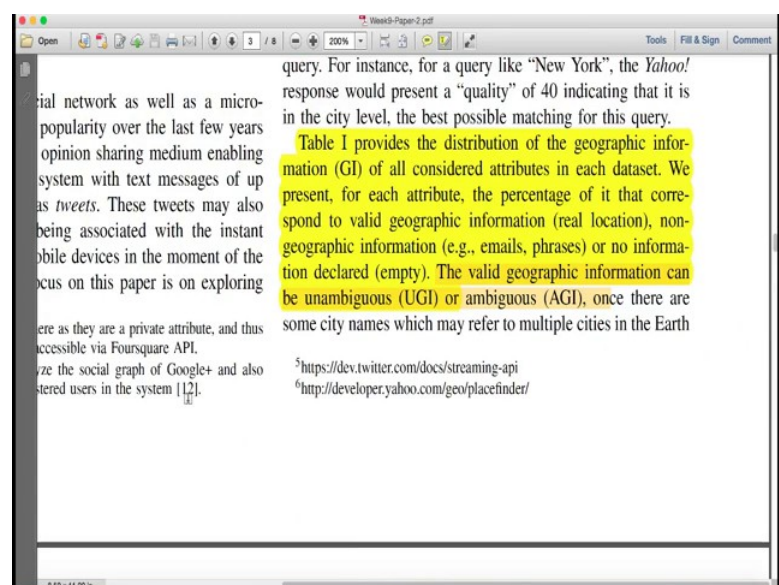 Week9-Paper-2.pdf
Open
3 / 8
200%
Tools
Fill & Sign
Comment
cial network as well as a micro-
popularity over the last few years
opinion sharing medium enabling
system with text messages of up
as tweets. These tweets may also
being associated with the instant
obile devices in the moment of the
ocus on this paper is on exploring
ere as they are a private attribute, and thus
accessible via Foursquare API.
yze the social graph of Google+ and also
stered users in the system [12].
query. For instance, for a query like “New York”, the Yahoo!
response would present a “quality” of 40 indicating that it is
in the city level, the best possible matching for this query.
Table I provides the distribution of the geographic infor-
mation (GI) of all considered attributes in each dataset. We
present, for each attribute, the percentage of it that corre-
spond to valid geographic information (real location), non-
geographic information (e.g., emails, phrases) or no informa-
tion declared (empty). The valid geographic information can
be unambiguous (UGI) or ambiguous (AGI), once there are
some city names which may refer to multiple cities in the Earth
5 https://dev.twitter.com/docs/streaming-api
6 http://developer.yahoo.com/geo/placefinder/